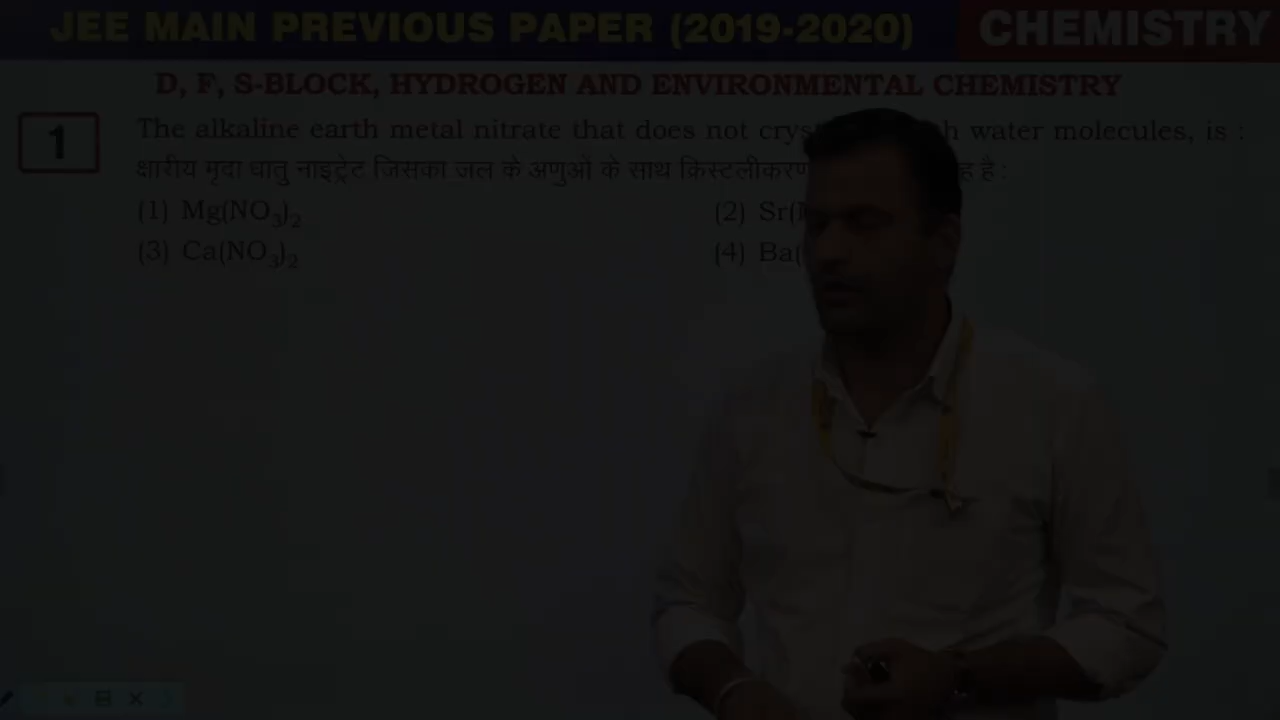 JEE MAIN PREVIOUS PAPER (2019-2020) CHEMISTRY
D, F, S-BLOCK, HYDROGEN AND ENVIRONMENTAL CHEMISTRY
1 The alkaline earth metal nitrate that does not water molecules, is :
क्षारीय मृदा धातु नाइट्रेट जिसका जल के अणुओं के साथ क्रिस्टलीकरण है :
(1) Mg(NO₃)₂ (2) Sr(
(3) Ca(NO₃)₂ (4) Ba(